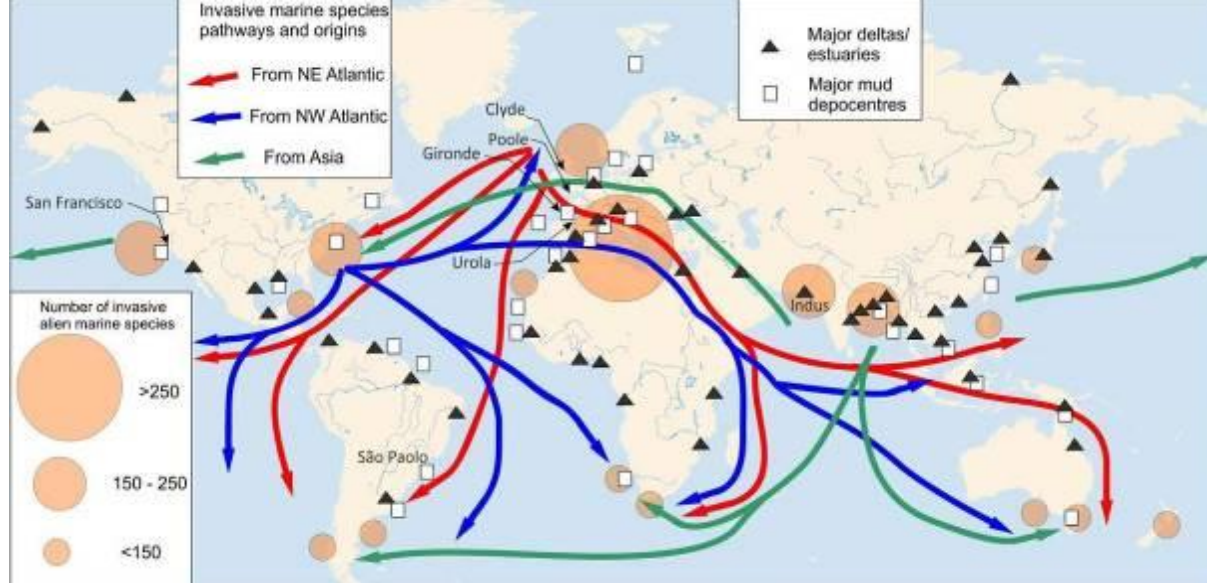 Invasive marine species
pathways and origins
From NE Atlantic
From NW Atlantic
From Asia
Major deltas/
estuaries
Major mud
depocentres
Clyde
Poole
Gironde
San Francisco
Urola
Indus
São Paolo
Number of invasive
alien marine species
>250
150 - 250
<150